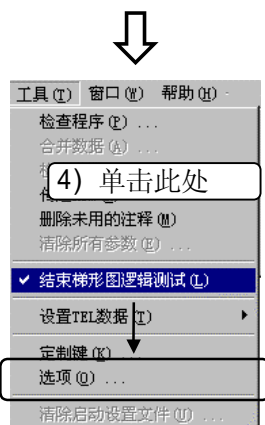 工具(T) 窗口(W) 帮助(H)
检查程序(P) ...
合并数据(A) ...
4) 单击此处
删除未用的注释(M)
清除所有参数(E) ...
✓ 结束梯形图逻辑测试(L)
设置TEL数据(T)
定制键(K) ...
选项(O) ...
清除启动设置文件(U) ...